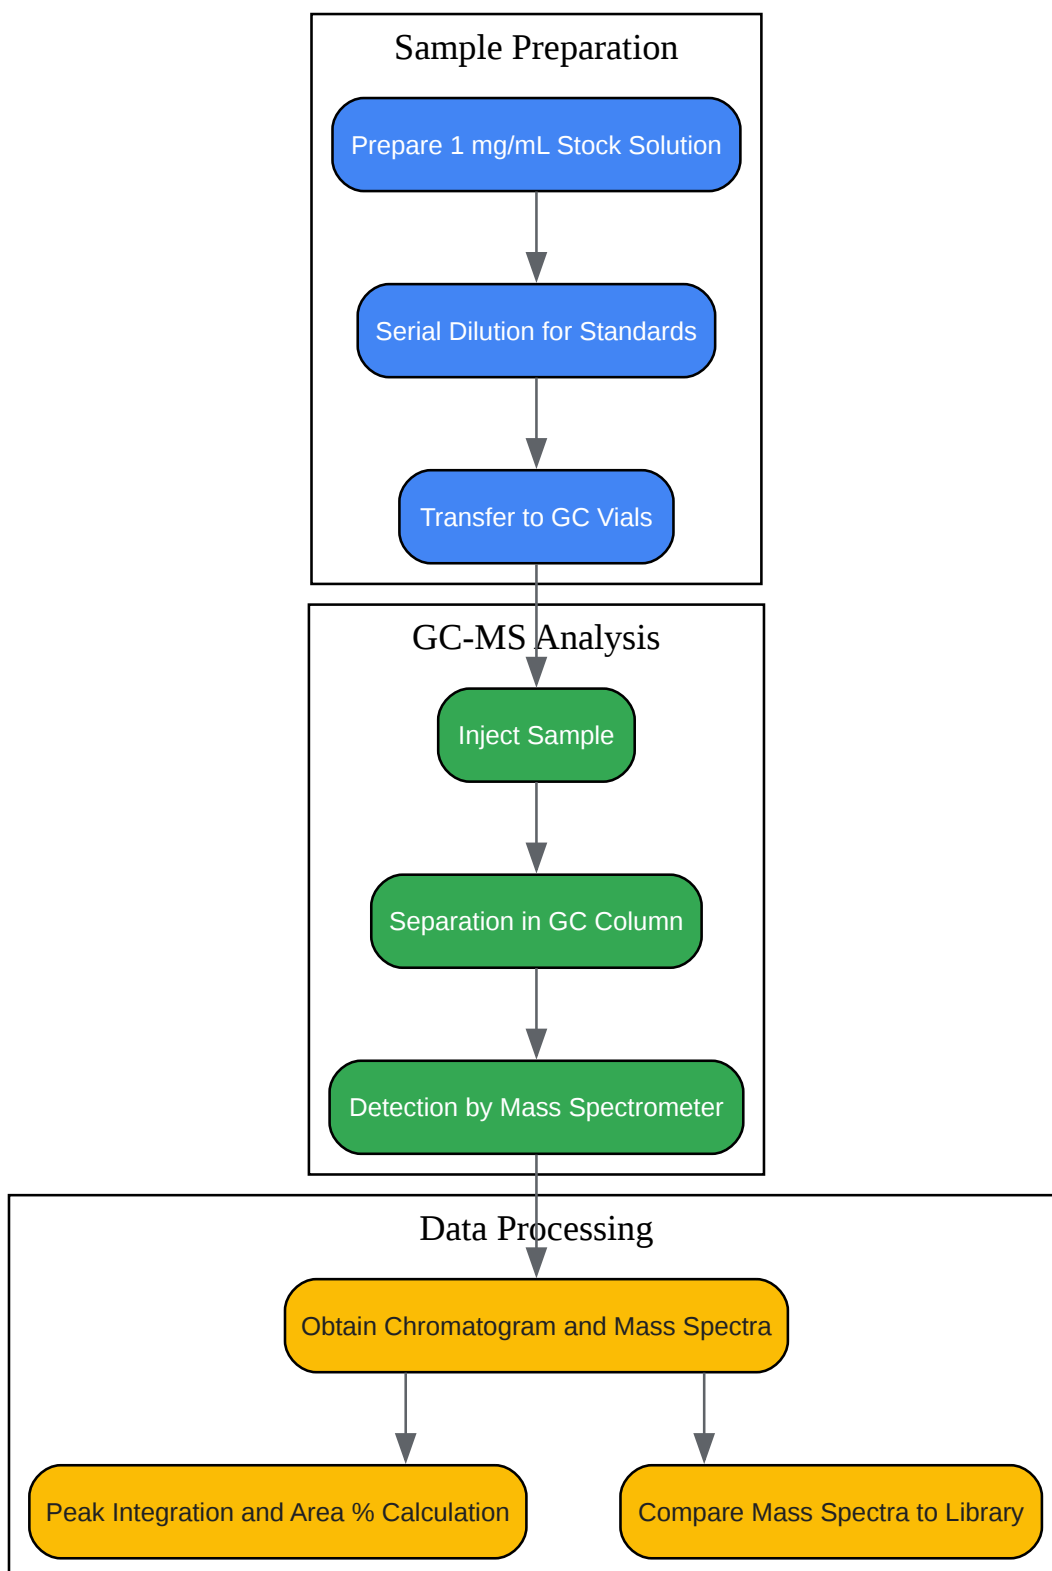 Sample Preparation
Prepare 1 mg/mL Stock Solution
Serial Dilution for Standards
Transfer to GC Vials
GC-MS Analysis
Inject Sample
Separation in GC Column
Detection by Mass Spectrometer
Data Processing
Obtain Chromatogram and Mass Spectra
Peak Integration and Area % Calculation
Compare Mass Spectra to Library